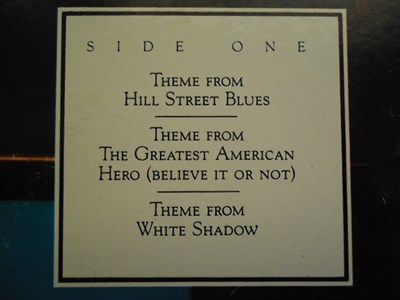 SIDE ONE
THEME FROM
HILL STREET BLUES
THEME FROM
THE GREATEST AMERICAN
HERO (BELIEVE IT OR NOT)
THEME FROM
WHITE SHADOW